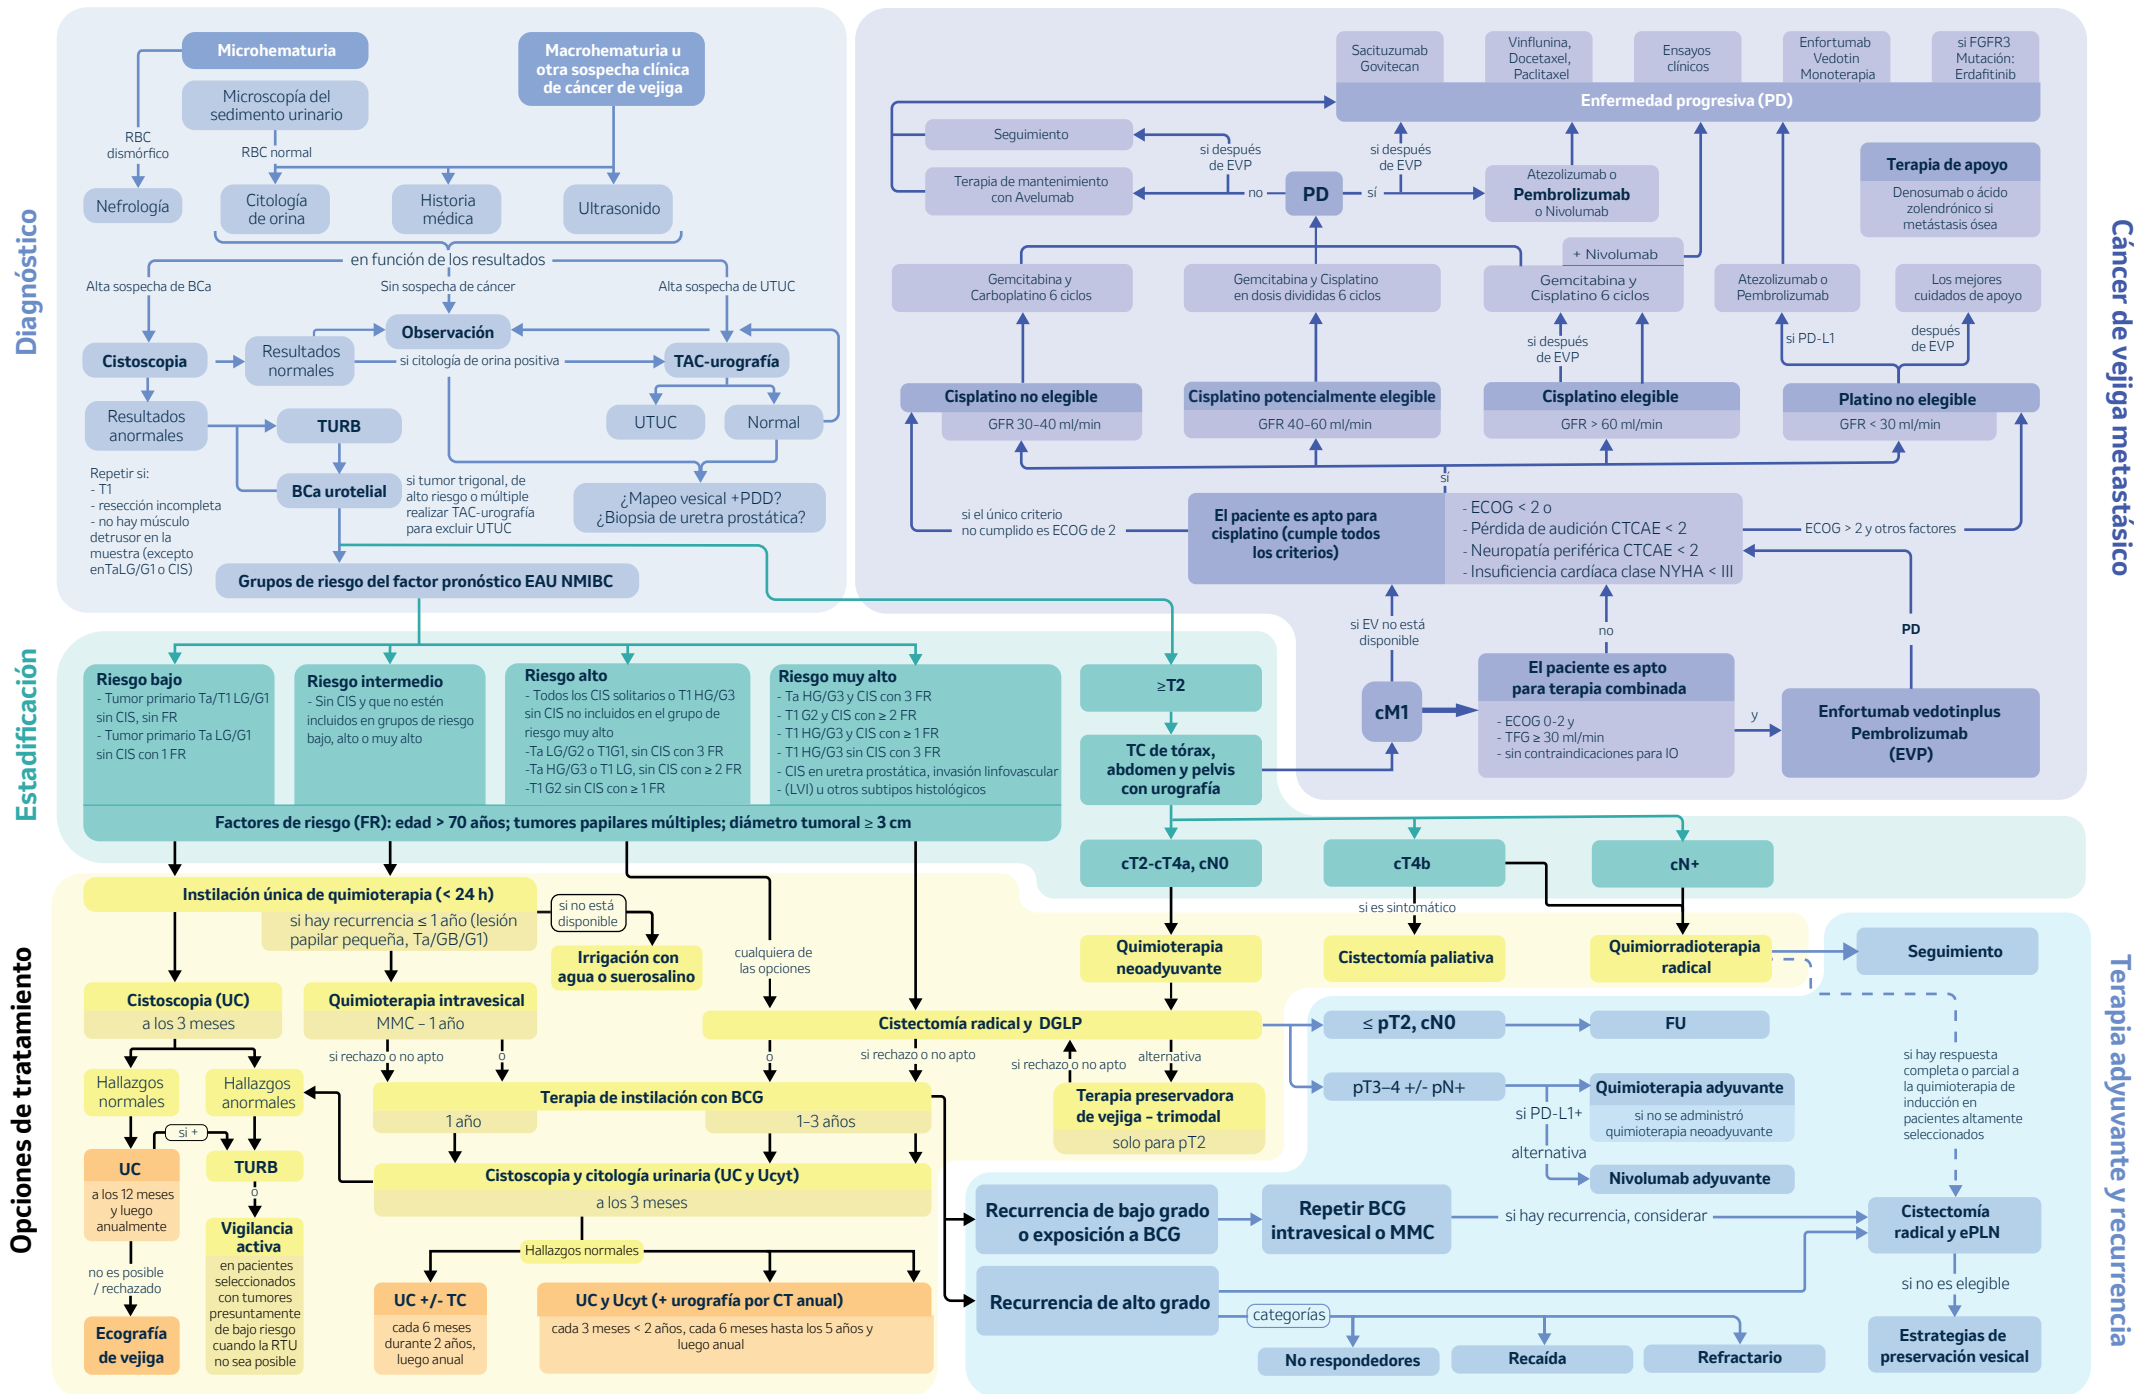 Diagnóstico
Microhematuria
Microscopía del
sedimento urinario
Macrohematuria u
otra sospecha clínica
de cáncer de vejiga
RBC
dismórfico
RBC normal
Nefrología
Citología
de orina
Historia
médica
Ultrasonido
en función de los resultados
Alta sospecha de BCa
Sin sospecha de cáncer
Alta sospecha de UTUC
Observación
Cistoscopia
Resultados
normales
si citología de orina positiva
TAC-urografía
Resultados
anormales
TURB
UTUC
Normal
Repetir si:
- T1
- resección incompleta
- no hay músculo
detrusor en la
muestra (excepto
enTaLG/G1 o CIS)
BCa urotelial
si tumor trigonal, de
alto riesgo o múltiple
realizar TAC-urografía
para excluir UTUC
¿Mapeo vesical +PDD?
¿Biopsia de uretra prostática?
Grupos de riesgo del factor pronóstico EAU NMIBC
Cáncer de vejiga metastásico
Sacituzumab
Govitecan
Vinflunina,
Docetaxel,
Paclitaxel
Ensayos
clínicos
Enfortumab
Vedotin
Monoterapia
si FGFR3
Mutación:
Erdafitinib
Enfermedad progresiva (PD)
Seguimiento
Terapia de mantenimiento
con Avelumab
si después
de EVP
no
PD
sí
si después
de EVP
Atezolizumab o
Pembrolizumab
o Nivolumab
Terapia de apoyo
Denosumab o ácido
zolendrónico si
metástasis ósea
Gemcitabina y
Carboplatino 6 ciclos
Gemcitabina y Cisplatino
en dosis divididas 6 ciclos
+ Nivolumab
Gemcitabina y
Cisplatino 6 ciclos
Atezolizumab o
Pembrolizumab
Los mejores
cuidados de apoyo
si después
de EVP
si PD-L1
después
de EVP
Cisplatino no elegible
GFR 30-40 ml/min
Cisplatino potencialmente elegible
GFR 40-60 ml/min
Cisplatino elegible
GFR > 60 ml/min
Platino no elegible
GFR < 30 ml/min
sí
si el único criterio
no cumplido es ECOG de 2
El paciente es apto para
cisplatino (cumple todos
los criterios)
- ECOG < 2 o
- Pérdida de audición CTCAE < 2
- Neuropatía periférica CTCAE < 2
- Insuficiencia cardíaca clase NYHA < III
ECOG > 2 y otros factores
si EV no está
disponible
no
PD
cM1
El paciente es apto
para terapia combinada
- ECOG 0-2 y
- TFG ≥ 30 ml/min
- sin contraindicaciones para IO
y
Enfortumab vedotinplus
Pembrolizumab
(EVP)
Estadificación
Riesgo bajo
- Tumor primario Ta/T1 LG/G1
sin CIS, sin FR
- Tumor primario Ta LG/G1
sin CIS con 1 FR
Riesgo intermedio
- Sin CIS y que no estén
incluidos en grupos de riesgo
bajo, alto o muy alto
Riesgo alto
- Todos los CIS solitarios o T1 HG/G3
sin CIS no incluidos en el grupo de
riesgo muy alto
-Ta LG/G2 o T1G1, sin CIS con 3 FR
-Ta HG/G3 o T1 LG, sin CIS con ≥ 2 FR
-T1 G2 sin CIS con ≥ 1 FR
Riesgo muy alto
- Ta HG/G3 y CIS con 3 FR
- T1 G2 y CIS con ≥ 2 FR
- T1 HG/G3 y CIS con ≥ 1 FR
- T1 HG/G3 sin CIS con 3 FR
- CIS en uretra prostática, invasión linfovascular
- (LVI) u otros subtipos histológicos
Factores de riesgo (FR): edad > 70 años; tumores papilares múltiples; diámetro tumoral ≥ 3 cm
≥T2
TC de tórax,
abdomen y pelvis
con urografía
cT2-cT4a, cN0
cT4b
cN+
Opciones de tratamiento
Instilación única de quimioterapia (< 24 h)
si hay recurrencia ≤ 1 año (lesión
papilar pequeña, Ta/GB/G1)
si no está
disponible
Irrigación con
agua o suerosalino
cualquiera de
las opciones
si es sintomático
Quimioterapia
neoadyuvante
Cistectomía paliativa
Quimiorradioterapia
radical
Cistoscopia (UC)
a los 3 meses
Quimioterapia intravesical
MMC - 1 año
Cistectomía radical y DGLP
si rechazo o no apto
o
o
si rechazo o no apto
si rechazo o no apto
alternativa
Hallazgos
normales
Hallazgos
anormales
Terapia de instilación con BCG
1 año
1-3 años
Terapia preservadora
de vejiga - trimodal
solo para pT2
si +
UC
a los 12 meses
y luego
anualmente
TURB
o
Cistoscopia y citología urinaria (UC y Ucyt)
a los 3 meses
Vigilancia
activa
en pacientes
seleccionados
con tumores
presuntamente
de bajo riesgo
cuando la RTU
no sea posible
no es posible
/ rechazado
Ecografía
de vejiga
Hallazgos normales
UC +/- TC
cada 6 meses
durante 2 años,
luego anual
UC y Ucyt (+ urografía por CT anual)
cada 3 meses < 2 años, cada 6 meses hasta los 5 años y
luego anual
Terapia adyuvante y recurrencia
Seguimiento
≤ pT2, cN0
FU
pT3-4 +/- pN+
si PD-L1+
alternativa
Quimioterapia adyuvante
si no se administró
quimioterapia neoadyuvante
Nivolumab adyuvante
si hay respuesta
completa o parcial a
la quimioterapia de
inducción en
pacientes altamente
seleccionados
Recurrencia de bajo grado
o exposición a BCG
Repetir BCG
intravesical o MMC
si hay recurrencia, considerar
Cistectomía
radical y ePLN
Recurrencia de alto grado
categorías
No respondedores
Recaída
Refractario
si no es elegible
Estrategias de
preservación vesical